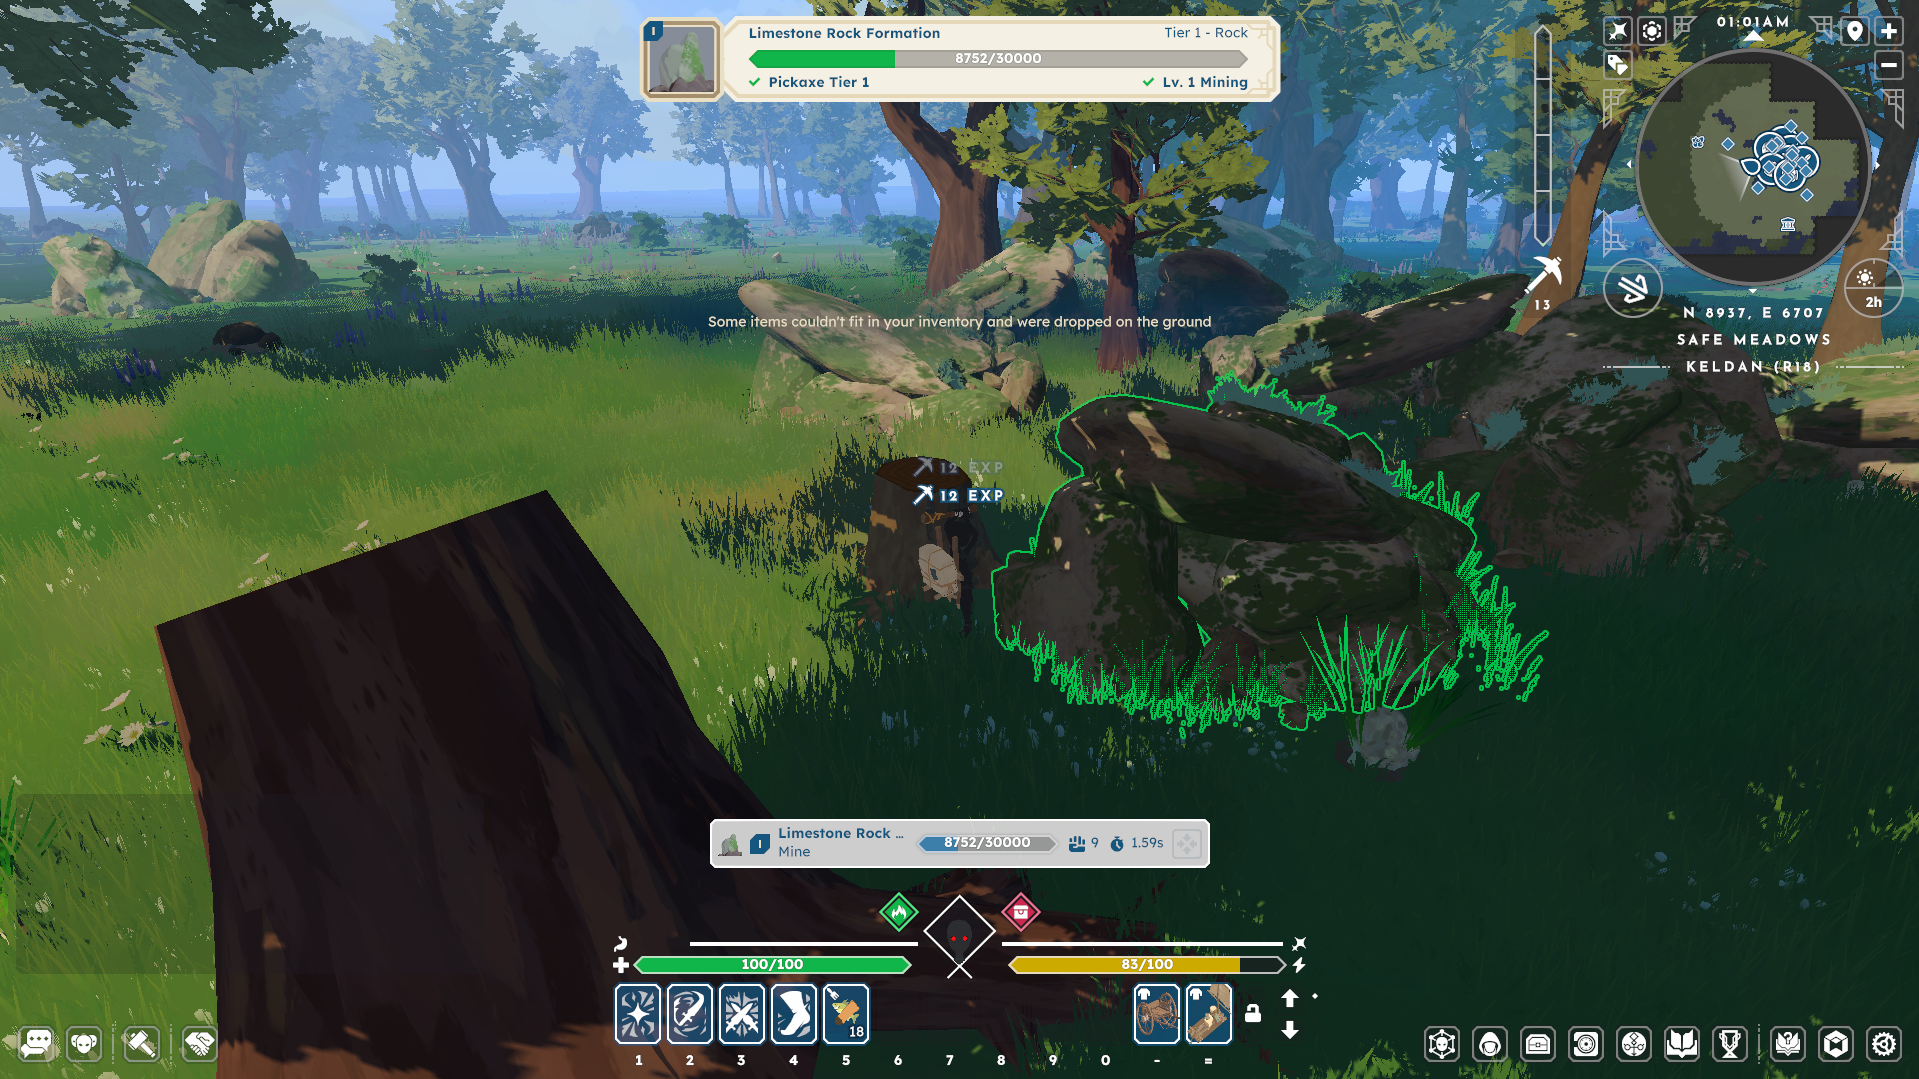 I
Limestone Rock Formation
Tier 1 - Rock
8752/30000
Pickaxe Tier 1
Lv. 1 Mining
01:01AM
13
2h
N 8937, E 6707
SAFE MEADOWS
KELDAN (R18)
Some items couldn't fit in your inventory and were dropped on the ground
12 EXP
12 EXP
I
Limestone Rock ...
Mine
8752/30000
9
1.59s
100/100
83/100
18
1 2 3 4 5 6 7 8 9 0 - =